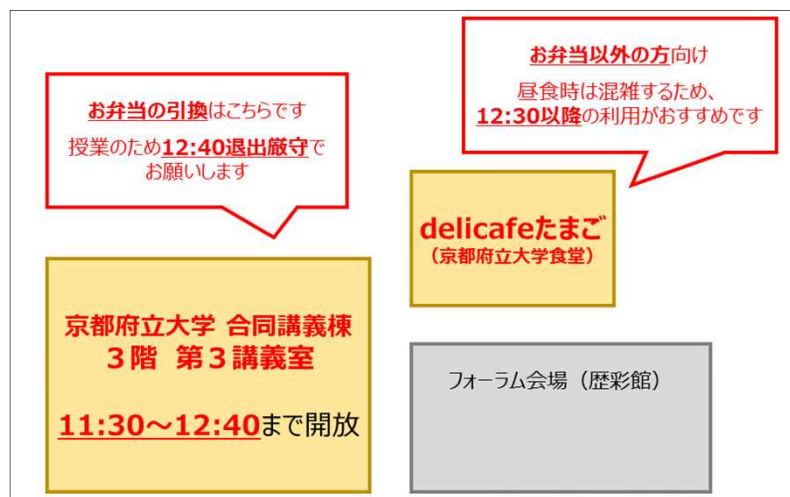 お弁当の引換はこちらです
授業のため12:40退出厳守で
お願いします
お弁当以外の方向け
昼食時は混雑するため、
12:30以降の利用がおすすめです
delicafeたまご
（京都府立大学食堂）
京都府立大学 合同講義棟
３階 第３講義室
11:30～12:40まで開放
フォーラム会場（歴彩館）